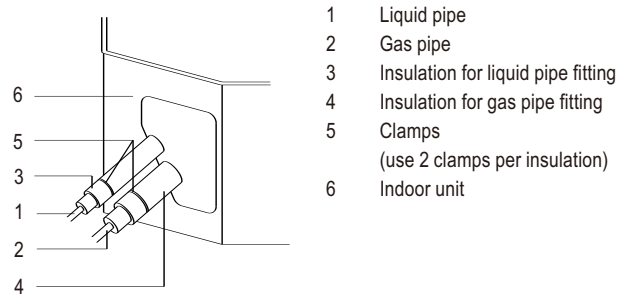 6
5
3
1
2
4
1 Liquid pipe
2 Gas pipe
3 Insulation for liquid pipe fitting
4 Insulation for gas pipe fitting
5 Clamps
(use 2 clamps per insulation)
6 Indoor unit